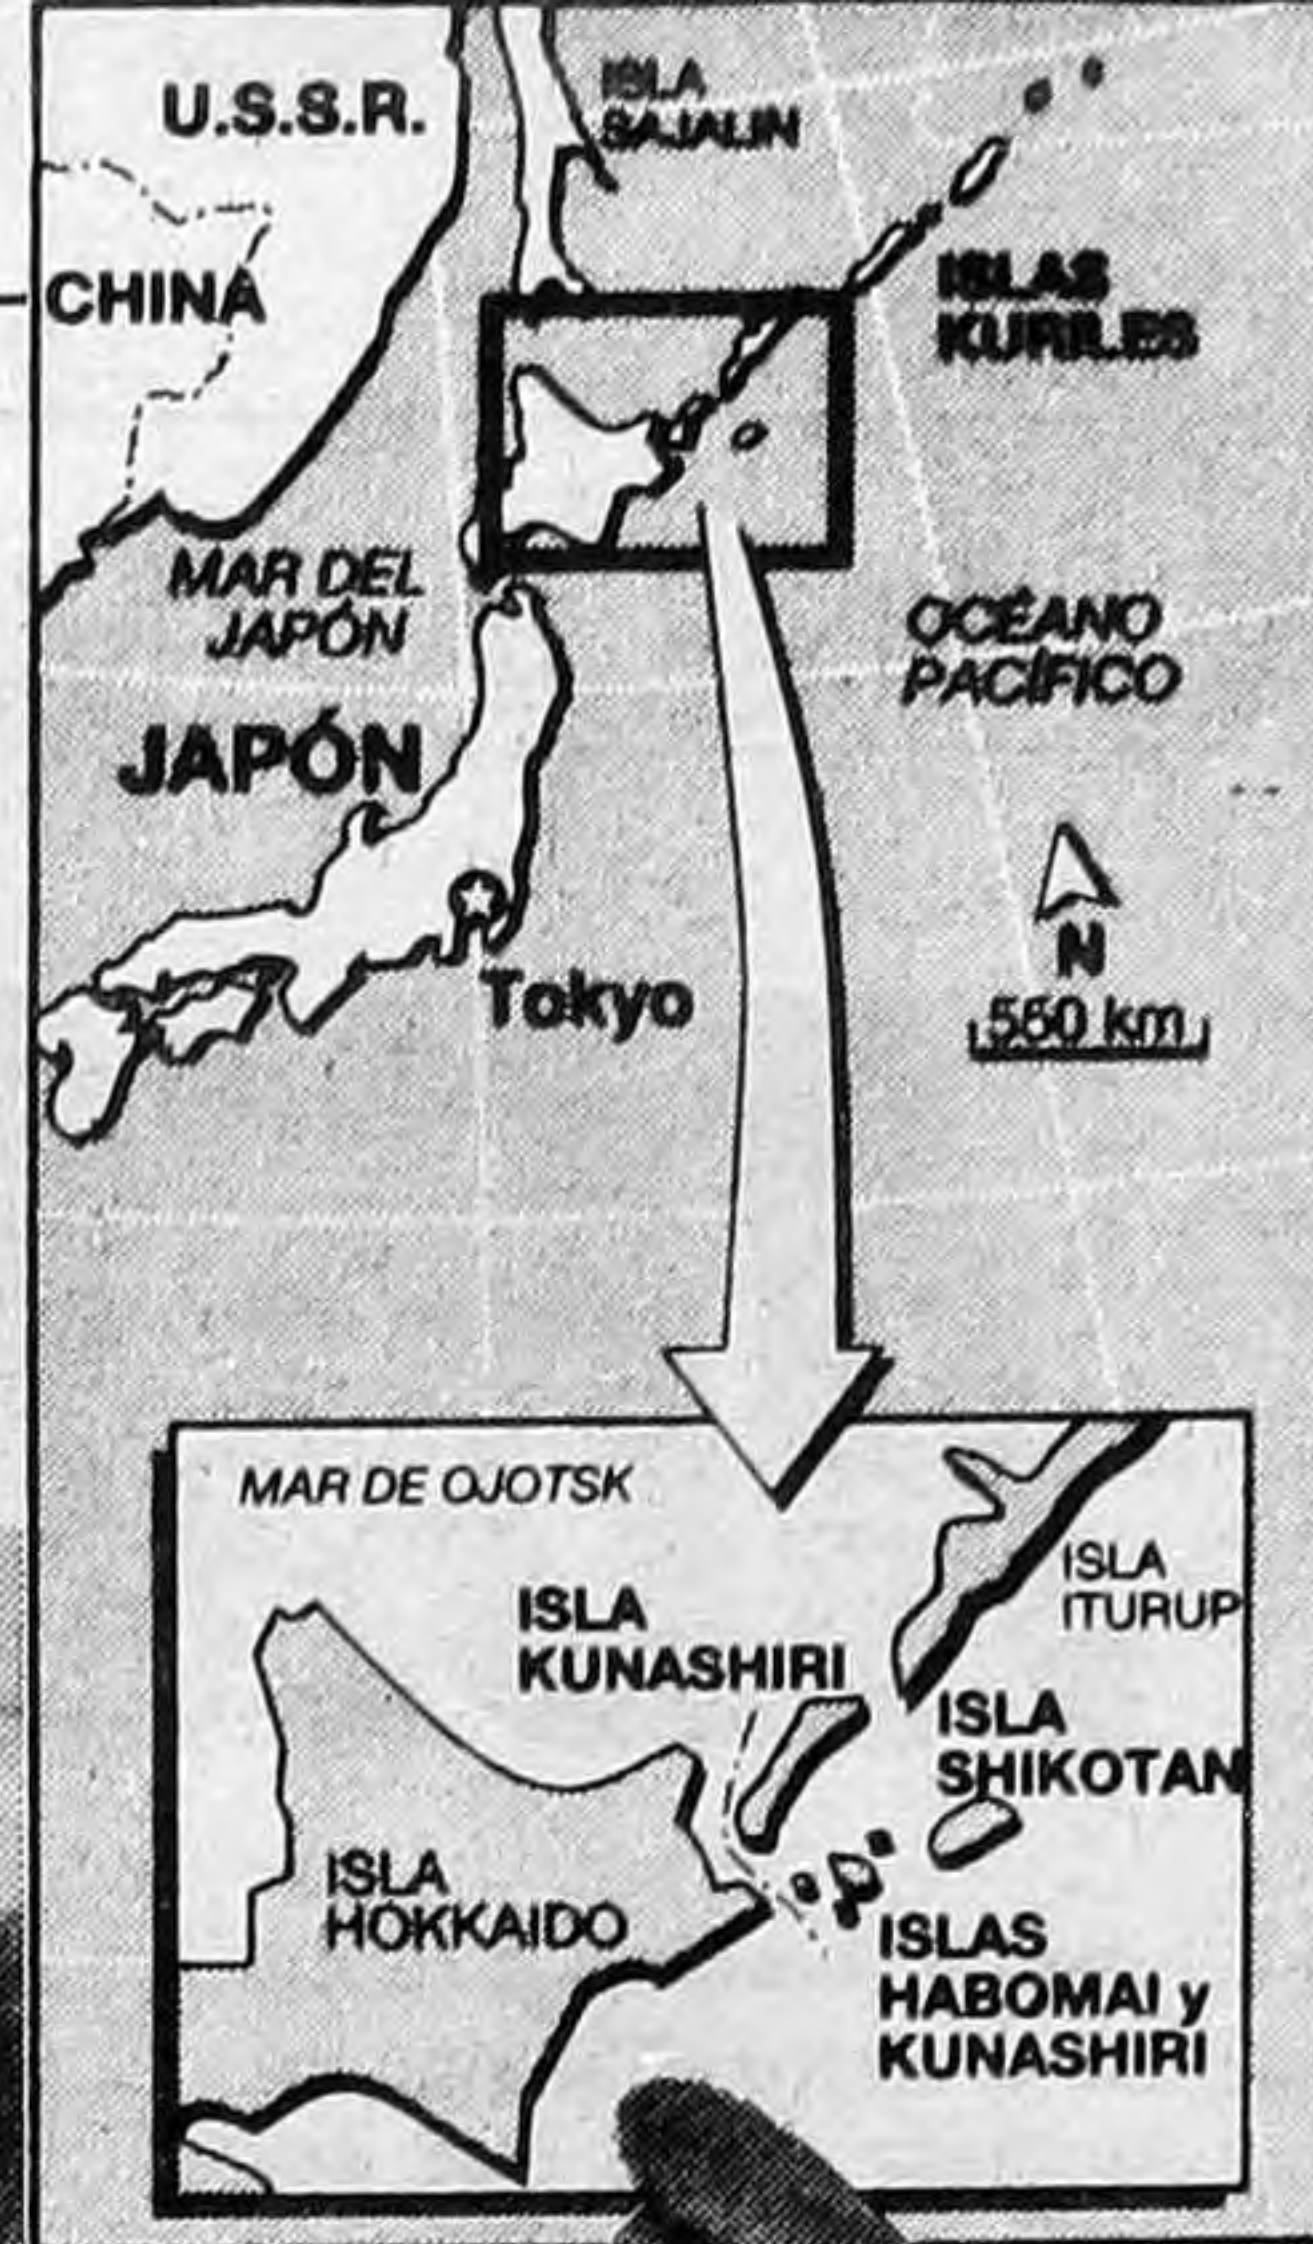 U.S.S.R.
ISLA
SAJALIN
CHINA
ISLAS
KURILES
MAR DEL
JAPÓN
OCÉANO
PACÍFICO
JAPÓN
N
550 km
Tokyo
MAR DE OJOTSK
ISLA
ITURUP
ISLA
KUNASHIRI
ISLA
SHIKOTAN
ISLA
HOKKAIDO
ISLAS
HABOMAI y
KUNASHIRI